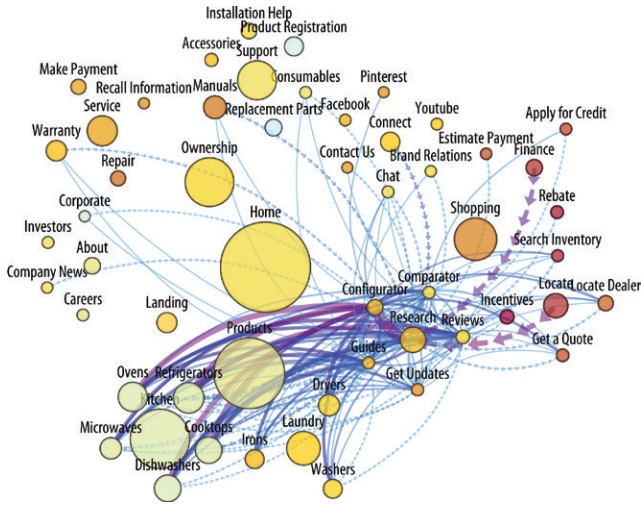 Installation Help
Product Registration
Accessories
Support
Make Payment
Recall Information
Manuals
Consumables
Pinterest
Service
Replacement Parts
Facebook
Youtube
Apply for Credit
Warranty
Connect
Estimate Payment
Finance
Repair
Ownership
Contact Us
Brand Relations
Chat
Corporate
Home
Shopping
Rebate
Investors
About
Search Inventory
Company News
Comparator
Configurator
Locate
Locate Dealer
Careers
Landing
Incentives
Products
Research
Reviews
Guides
Get a Quote
Ovens
Refrigerators
Get Updates
Kitchen
Dryers
Microwaves
Cooktops
Irons
Laundry
Dishwashers
Washers